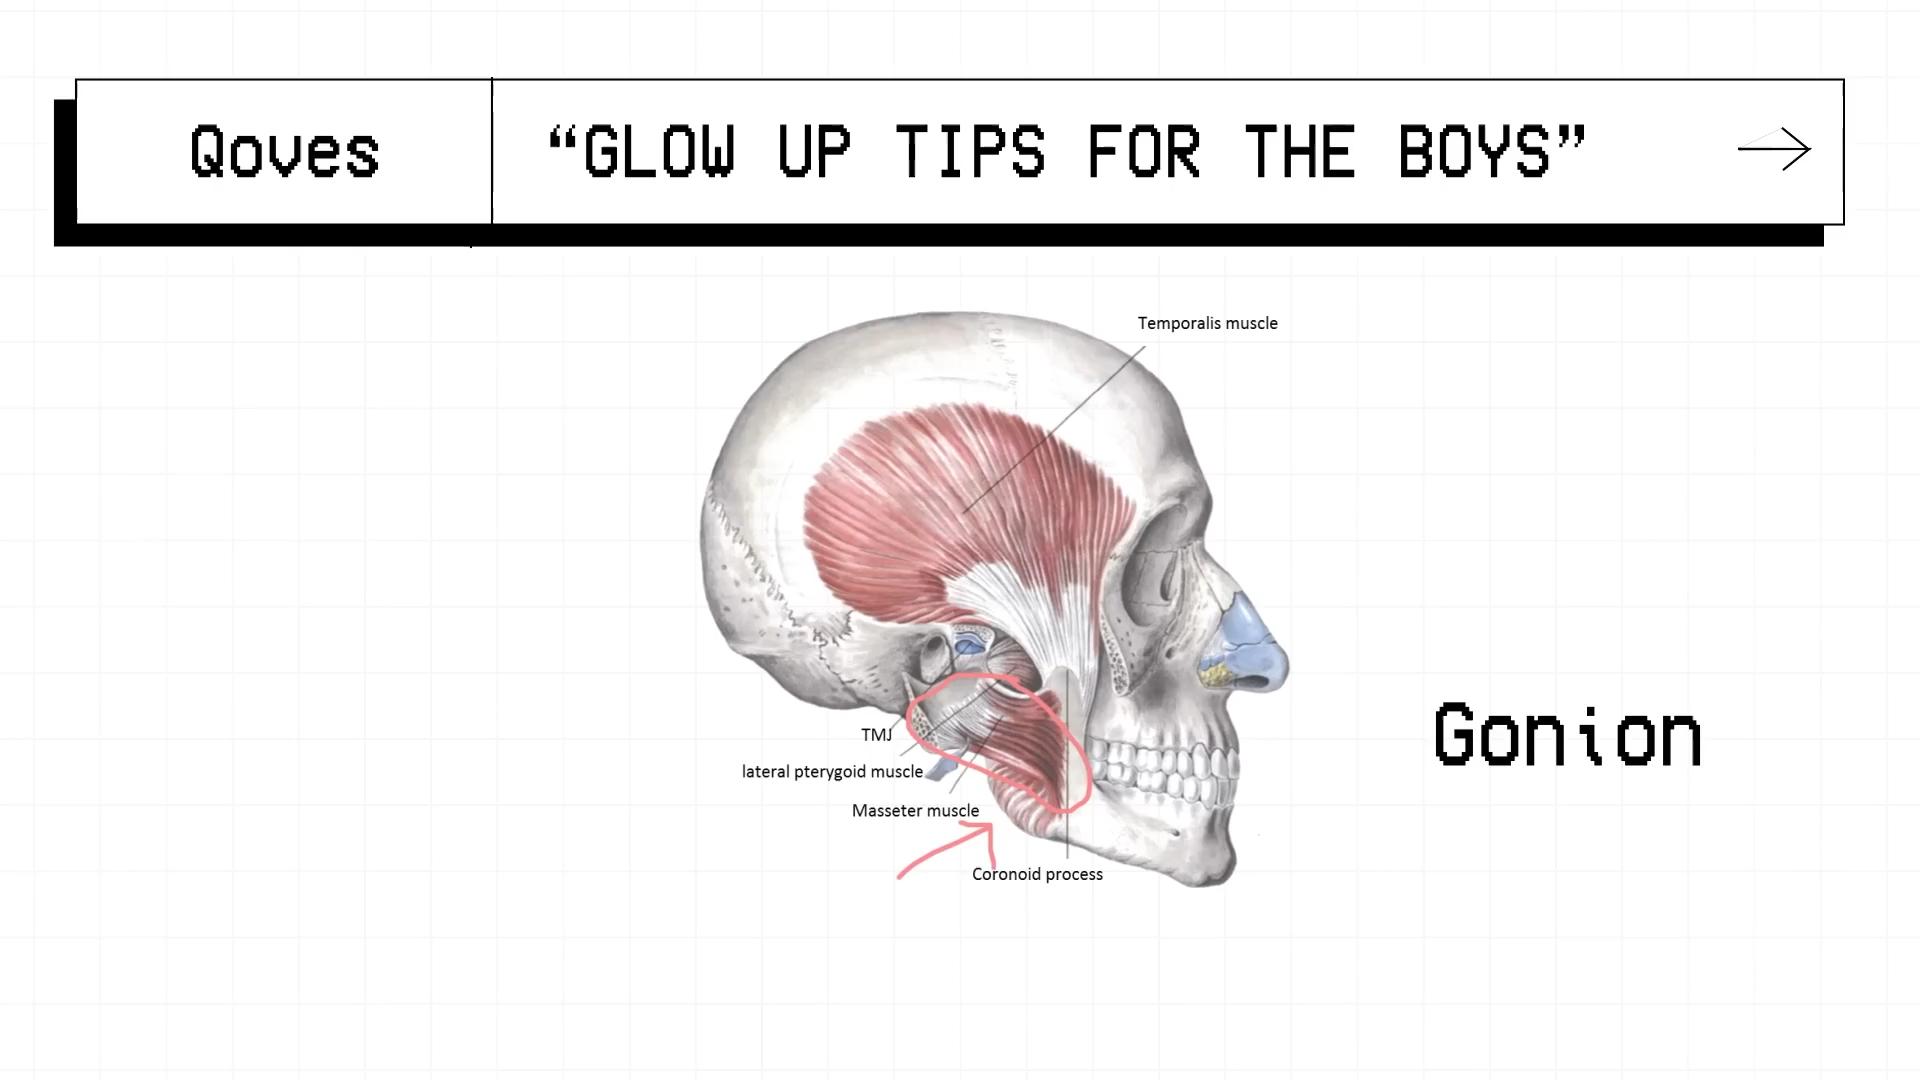 Qoves
“GLOW UP TIPS FOR THE BOYS”
Temporalis muscle
Gonion
TMJ
lateral pterygoid muscle
Masseter muscle
Coronoid process